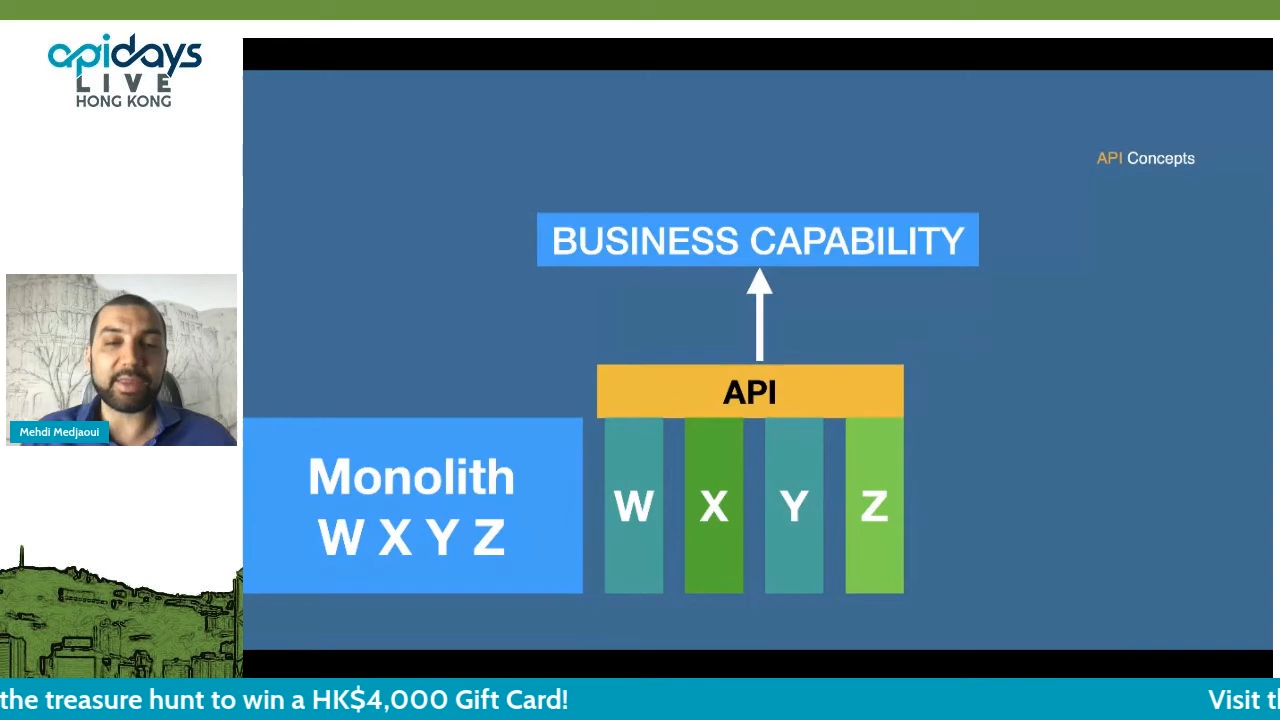 apidays
LIVE
HONG KONG
API Concepts
BUSINESS CAPABILITY
API
Monolith
W X Y Z
W X Y Z
Mehdi Medjaoui
the treasure hunt to win a HK$4,000 Gift Card!
Visit